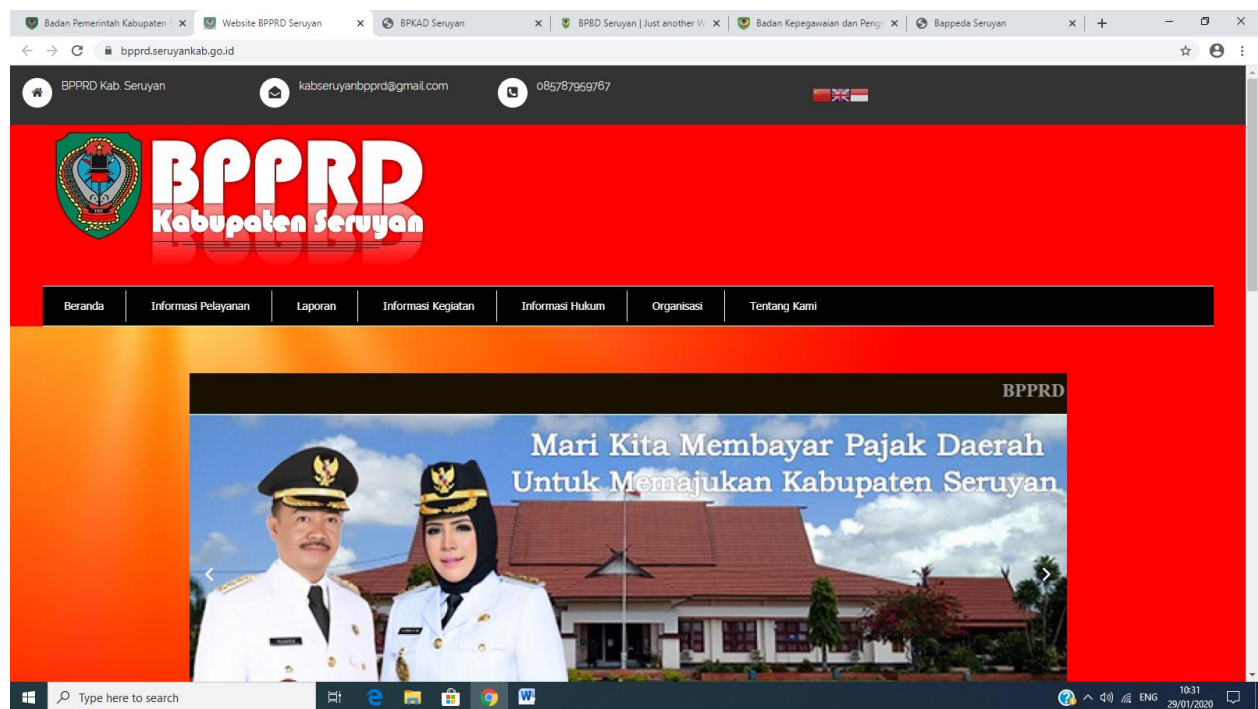 Badan Pemerintah Kabupaten S
Website BPPRD Seruyan
BPKAD Seruyan
BPBD Seruyan | Just another W
Badan Kepegawaian dan Penge
Bappeda Seruyan
bpprd.seruyankab.go.id
BPPRD Kab. Seruyan
kabseruyanbpprd@gmail.com
085787959767
BPPRD
Kabupaten Seruyan
Beranda
Informasi Pelayanan
Laporan
Informasi Kegiatan
Informasi Hukum
Organisasi
Tentang Kami
BPPRD
Mari Kita Membayar Pajak Daerah
Untuk Memajukan Kabupaten Seruyan
Type here to search
ENG
10:31
29/01/2020